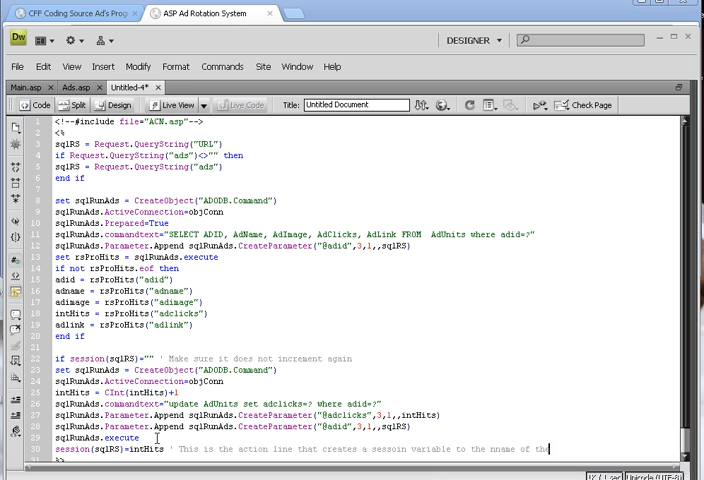 CFF Coding Source Ad's Prog
ASP Ad Rotation System
Dw
DESIGNER
File Edit View Insert Modify Format Commands Site Window Help
Main.asp Ads.asp Untitled-4*
Code Split Design Live View Live Code Title: Untitled Document Check Page
1 <!--#include file="ACN.asp"-->
2 <%
3 sqlRS = Request.QueryString("URL")
4 if Request.QueryString("ads")<>"" then
5 sqlRS = Request.QueryString("ads")
6 end if
7
8 set sqlRunAds = CreateObject("ADODB.Command")
9 sqlRunAds.ActiveConnection=objConn
10 sqlRunAds.Prepared=True
11 sqlRunAds.commandtext="SELECT ADID, AdName, AdImage, AdClicks, AdLink FROM  AdUnits where adid=?"
12 sqlRunAds.Parameter.Append sqlRunAds.CreateParameter("@adid",3,1,,sqlRS)
13 set rsProHits = sqlRunAds.execute
14 if not rsProHits.eof then
15 adid = rsProHits("adid")
16 adname = rsProHits("adname")
17 adimage = rsProHits("adimage")
18 intHits = rsProHits("adclicks")
19 adlink = rsProHits("adlink")
20 end if
21
22 if session(sqlRS)="" ' Make sure it does not increment again
23 set sqlRunAds = CreateObject("ADODB.Command")
24 sqlRunAds.ActiveConnection=objConn
25 intHits = CInt(intHits)+1
26 sqlRunAds.commandtext="update AdUnits set adclicks=? where adid=?"
27 sqlRunAds.Parameter.Append sqlRunAds.CreateParameter("@adclicks",3,1,,intHits)
28 sqlRunAds.Parameter.Append sqlRunAds.CreateParameter("@adid",3,1,,sqlRS)
29 sqlRunAds.execute
30 session(sqlRS)=intHits ' This is the action line that creates a sessoin variable to the nname of the
31 %>
1K / 1 sec Unicode (UTF-8)